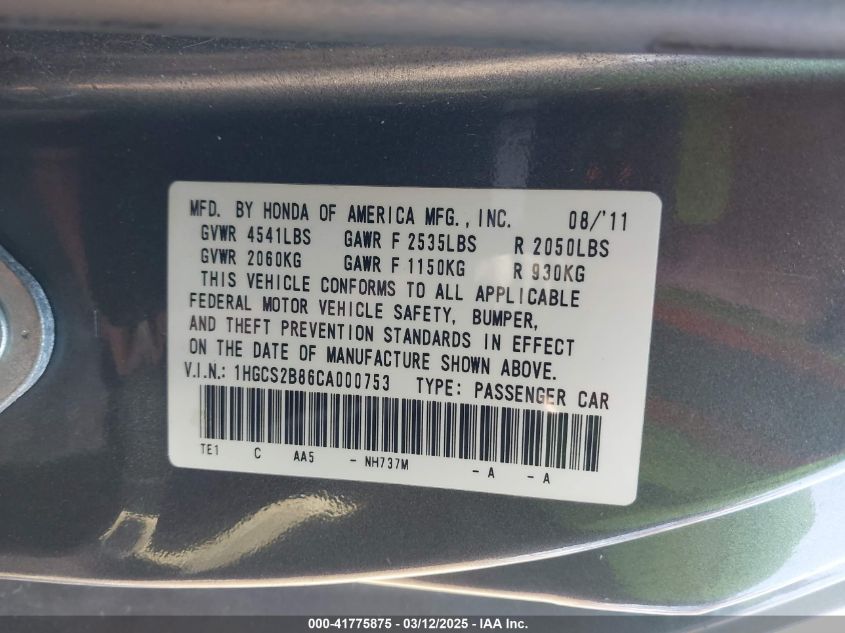 MFD. BY HONDA OF AMERICA MFG., INC. 08/'11
GVWR 4541LBS GAWR F 2535LBS R 2050LBS
GVWR 2060KG GAWR F 1150KG R 930KG
THIS VEHICLE CONFORMS TO ALL APPLICABLE
FEDERAL MOTOR VEHICLE SAFETY, BUMPER,
AND THEFT PREVENTION STANDARDS IN EFFECT
ON THE DATE OF MANUFACTURE SHOWN ABOVE.
V.I.N.: 1HGCS2B86CA000753 TYPE: PASSENGER CAR
TE1 C AA5 - NH737M - A - A
000-41775875 - 03/12/2025 - © IAA Inc.